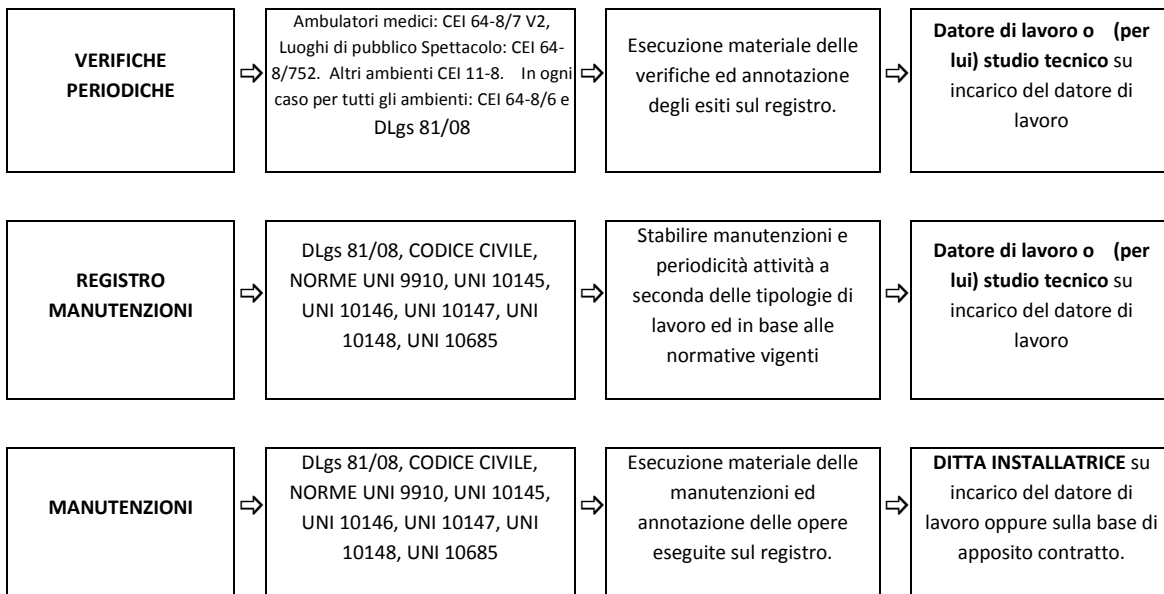 VERIFICHE
PERIODICHE
Ambulatori medici: CEI 64-8/7 V2,
Luoghi di pubblico Spettacolo: CEI 64-
8/752. Altri ambienti CEI 11-8. In ogni
caso per tutti gli ambienti: CEI 64-8/6 e
DLgs 81/08
Esecuzione materiale delle
verifiche ed annotazione
degli esiti sul registro.
Datore di lavoro o (per
lui) studio tecnico su
incarico del datore di
lavoro
REGISTRO
MANUTENZIONI
DLgs 81/08, CODICE CIVILE,
NORME UNI 9910, UNI 10145,
UNI 10146, UNI 10147, UNI
10148, UNI 10685
Stabilire manutenzioni e
periodicità attività a
seconda delle tipologie di
lavoro ed in base alle
normative vigenti
Datore di lavoro o (per
lui) studio tecnico su
incarico del datore di
lavoro
MANUTENZIONI
DLgs 81/08, CODICE CIVILE,
NORME UNI 9910, UNI 10145,
UNI 10146, UNI 10147, UNI
10148, UNI 10685
Esecuzione materiale delle
manutenzioni ed
annotazione delle opere
eseguite sul registro.
DITTA INSTALLATRICE su
incarico del datore di
lavoro oppure sulla base di
apposito contratto.